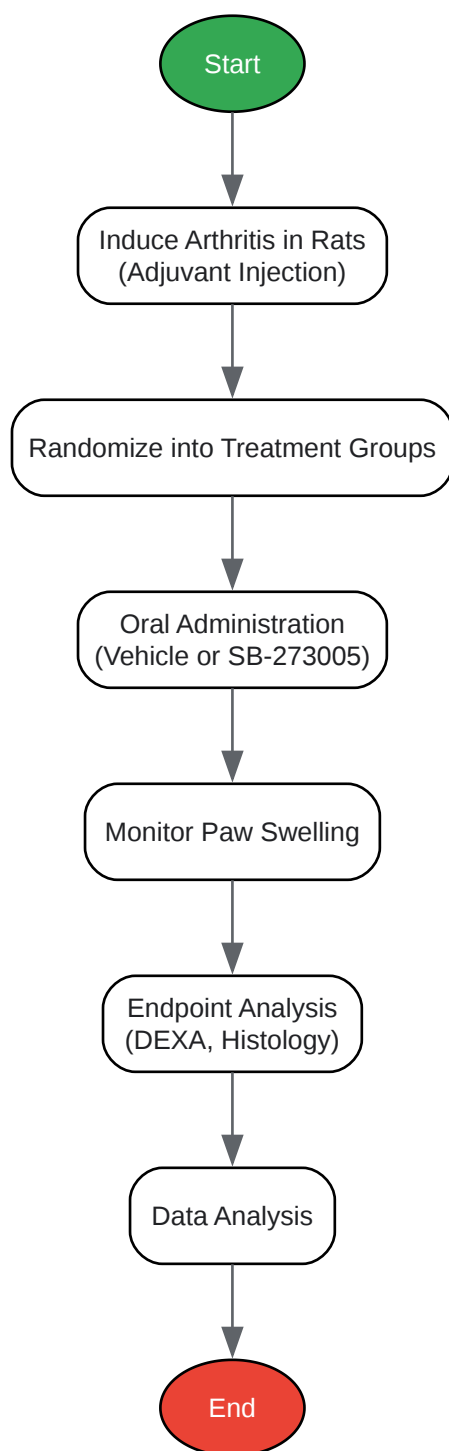 Start
Induce Arthritis in Rats
(Adjuvant Injection)
Randomize into Treatment Groups
Oral Administration
(Vehicle or SB-273005)
Monitor Paw Swelling
Endpoint Analysis
(DEXA, Histology)
Data Analysis
End